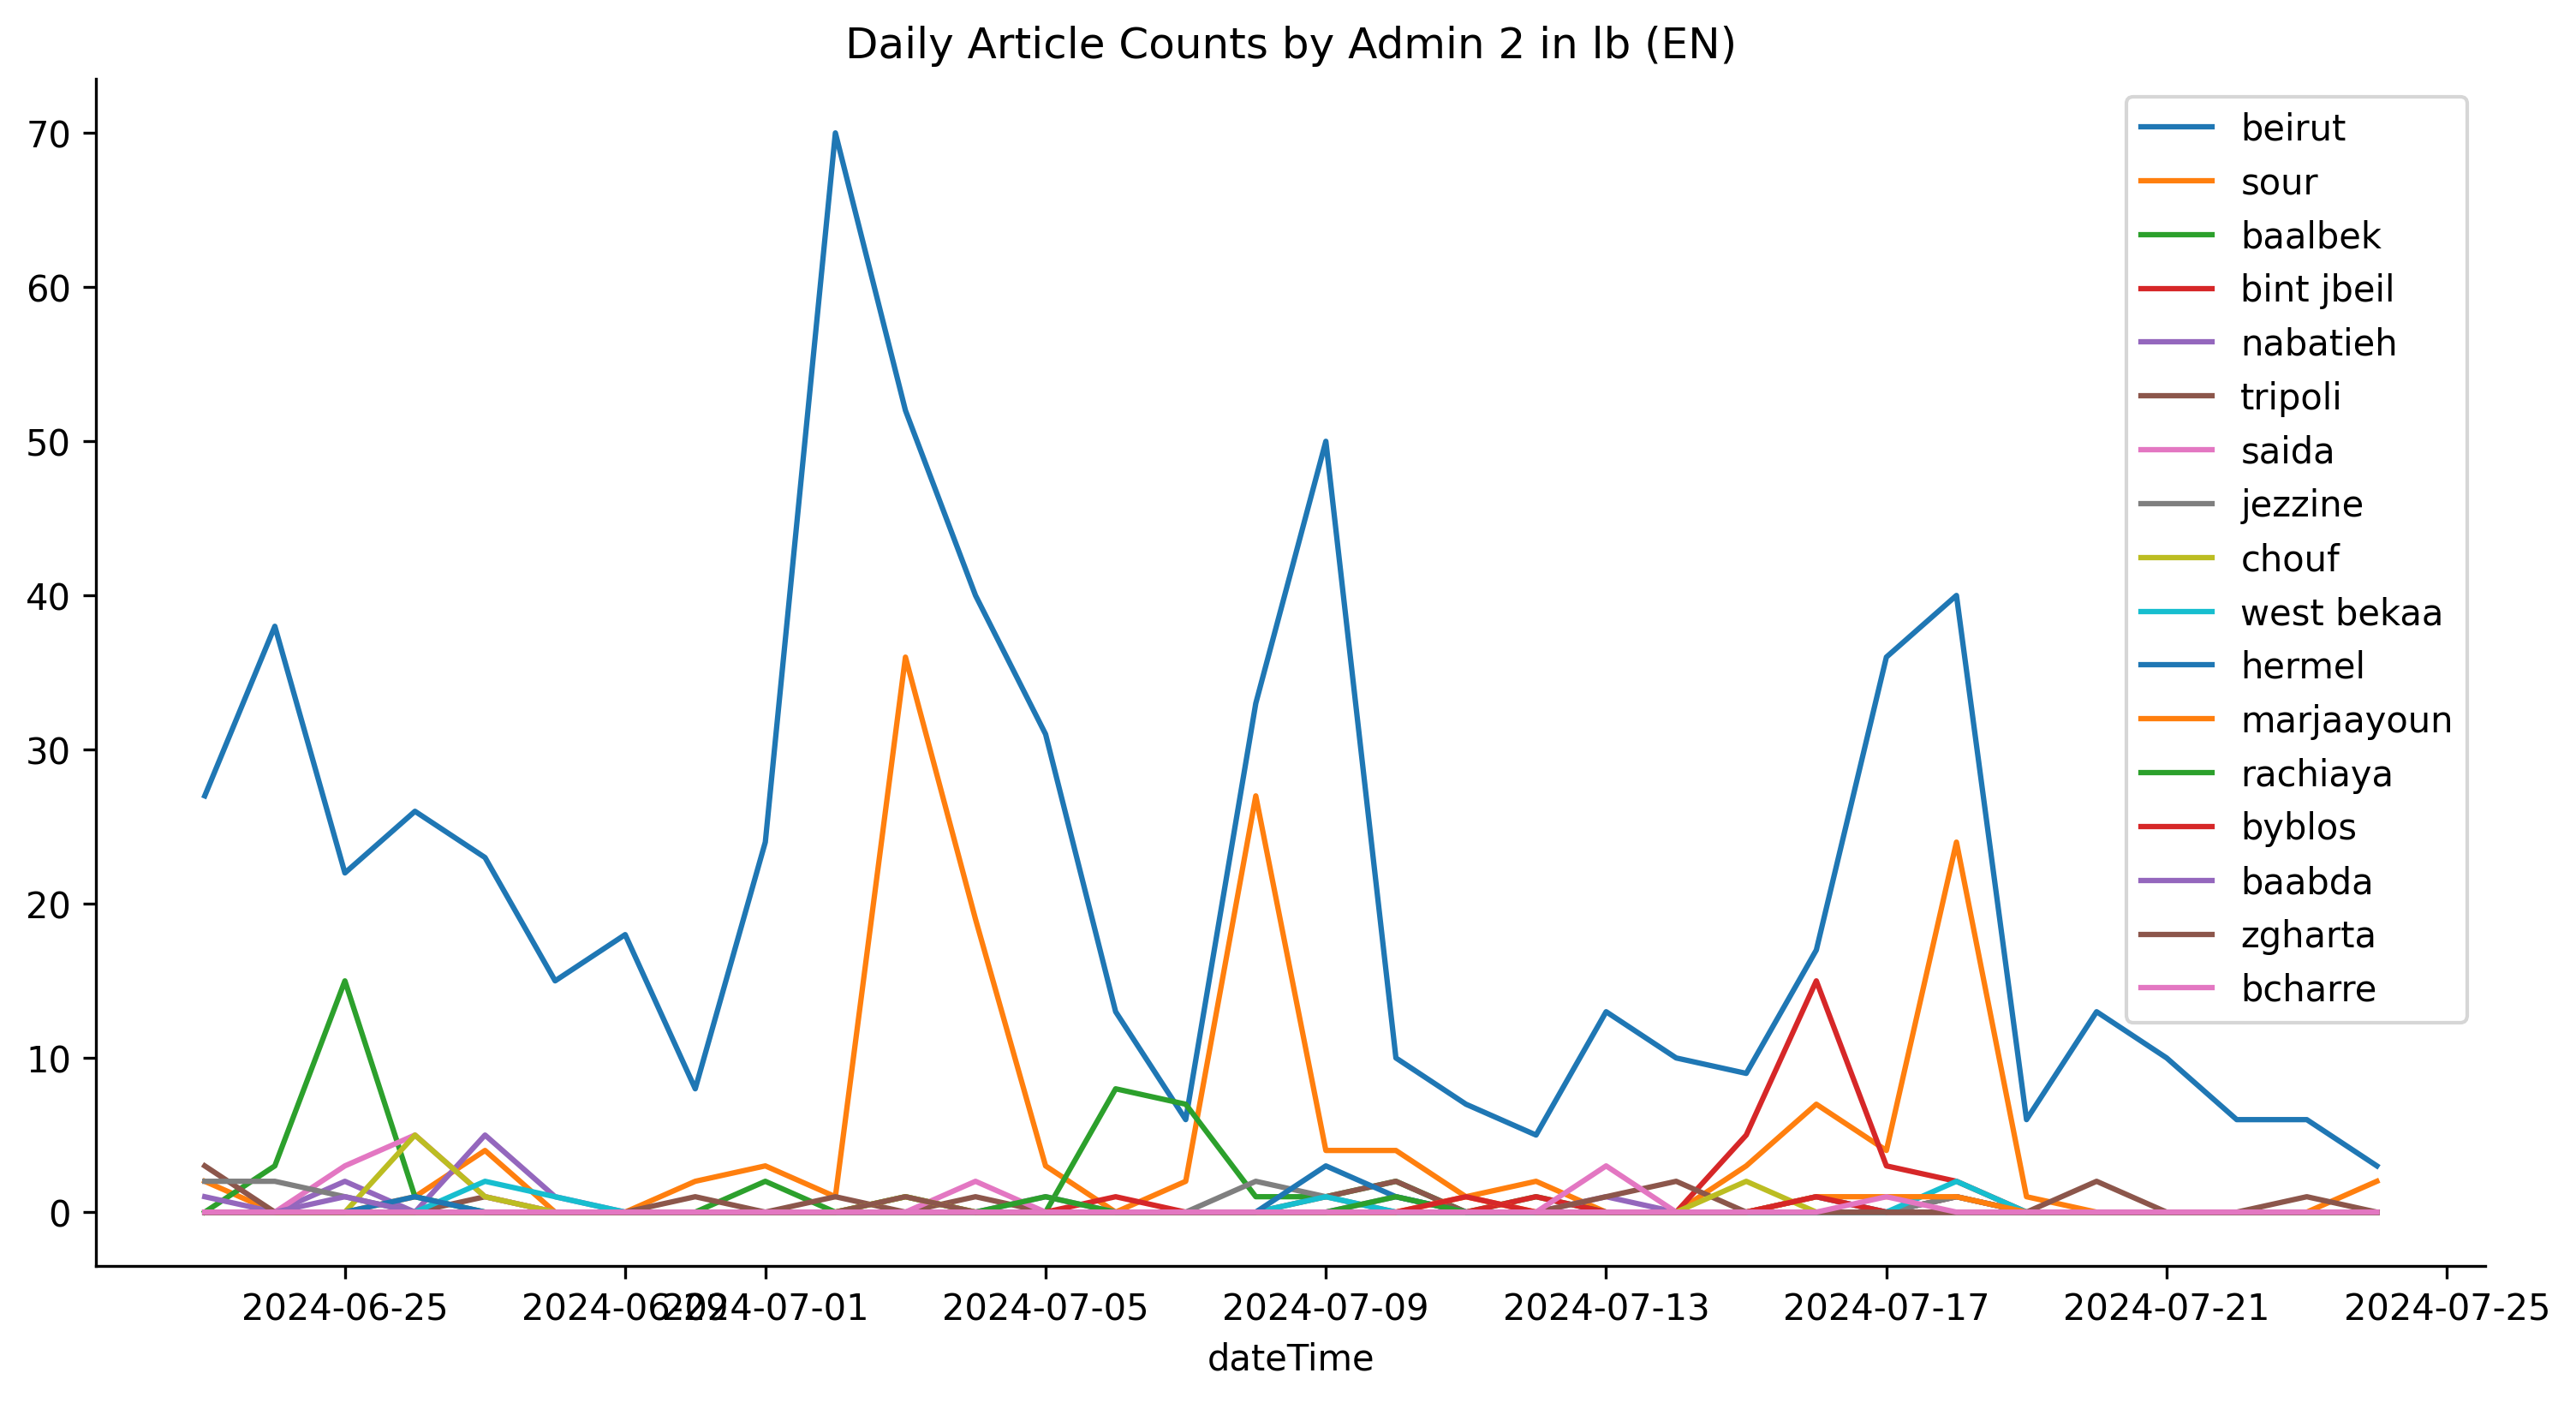 Daily Article Counts by Admin 2 in lb (EN)
70
60
50
40
30
20
10
0
beirut
sour
baalbek
bint jbeil
nabatieh
tripoli
saida
jezzine
chouf
west bekaa
hermel
marjaayoun
rachiaya
byblos
baabda
zgharta
bcharre
2024-06-25 2024-06-29 2024-07-01 2024-07-05 2024-07-09 2024-07-13 2024-07-17 2024-07-21 2024-07-25
dateTime